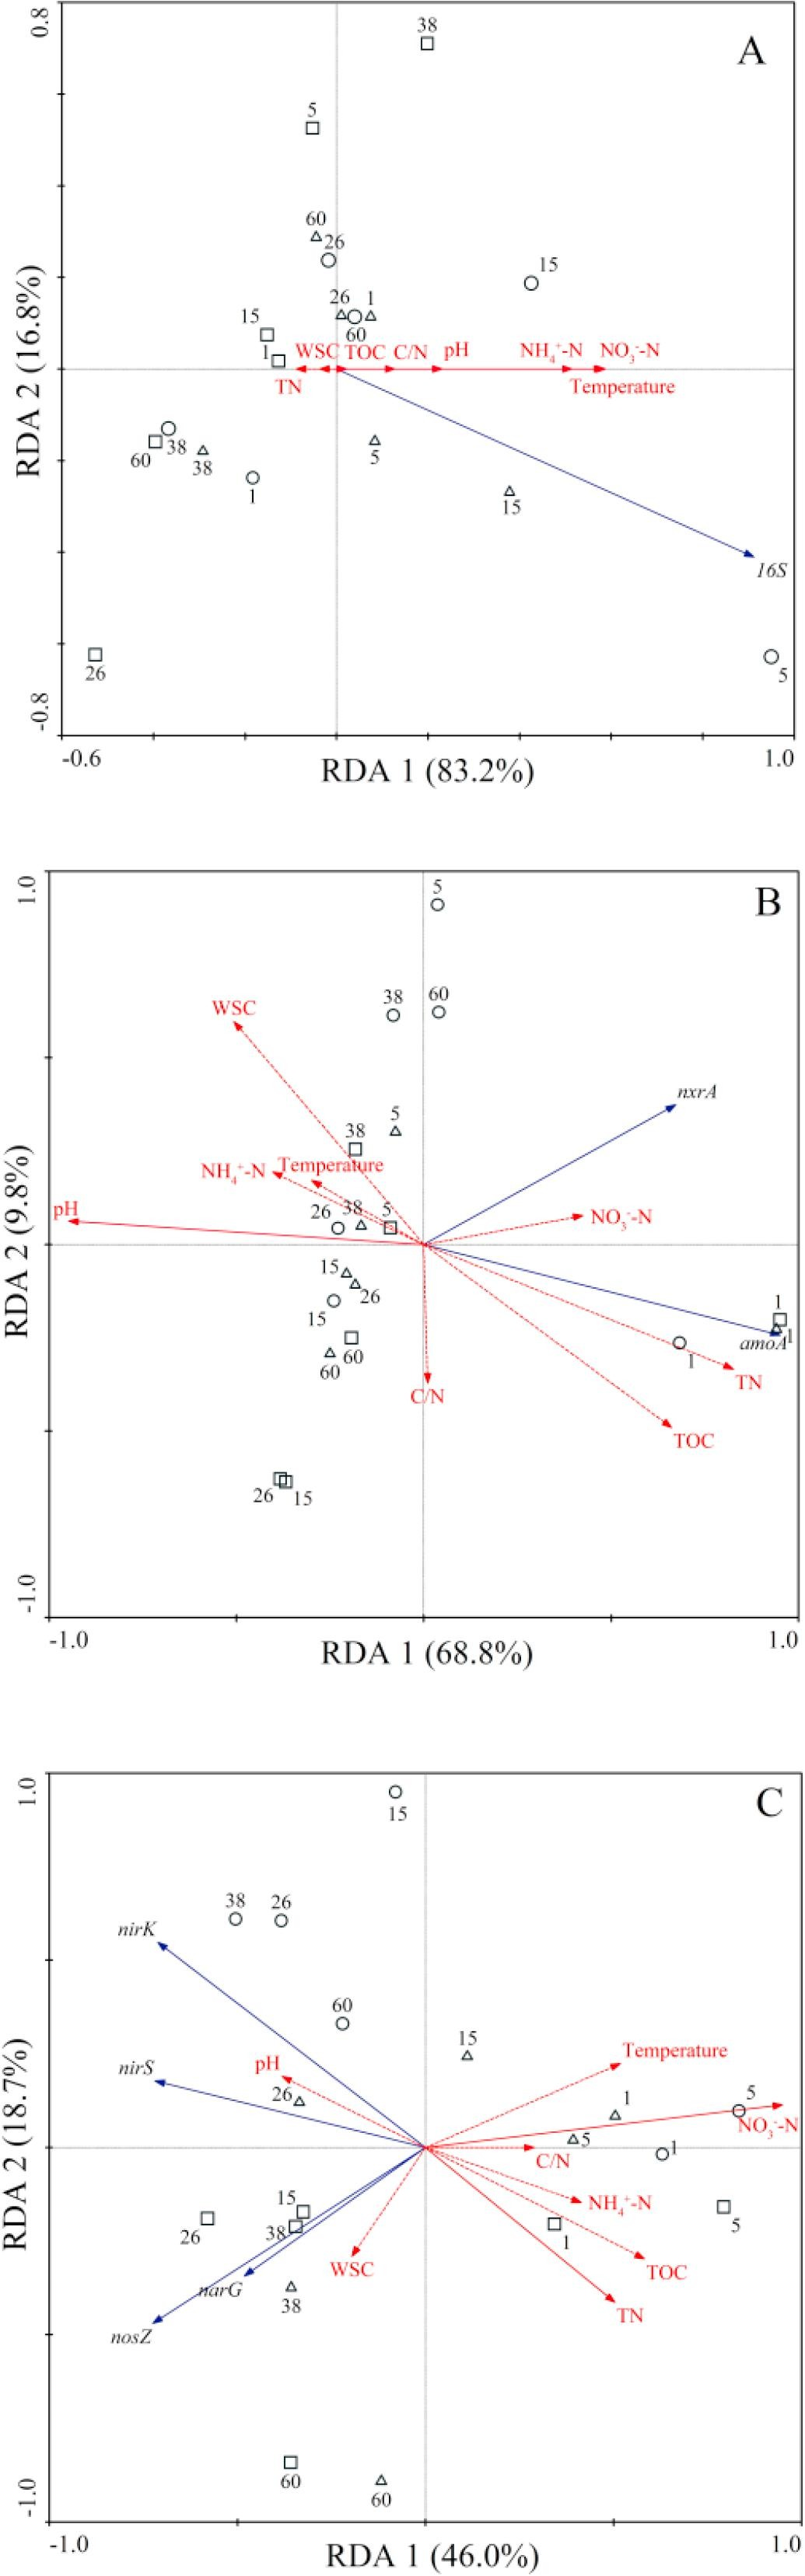 0.8
38
A
5
60
26
15
26
1
60
15
1
WSC
TOC
C/N
pH
NH₄⁺-N
NO₃⁻-N
TN
Temperature
60
38
38
1
5
15
16S
26
5
RDA 2 (16.8%)
-0.8
-0.6
1.0
RDA 1 (83.2%)
1.0
B
5
WSC
38
60
nxrA
5
38
NH₄⁺-N
Temperature
pH
26
38
5
NO₃⁻-N
15
26
15
60
60
1
amoA
1
1
TN
C/N
TOC
26
15
RDA 2 (9.8%)
-1.0
-1.0
1.0
RDA 1 (68.8%)
1.0
C
15
38
26
nirK
60
15
Temperature
nirS
pH
26
1
5
NO₃⁻-N
5
1
C/N
15
26
38
NH₄⁺-N
1
5
WSC
TOC
narG
38
TN
nosZ
60
60
RDA 2 (18.7%)
-1.0
-1.0
1.0
RDA 1 (46.0%)